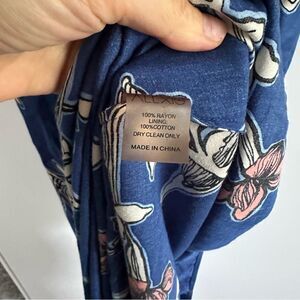 ALEXIS
100% RAYON
LINING:
100%COTTON
DRY CLEAN ONLY
MADE IN CHINA